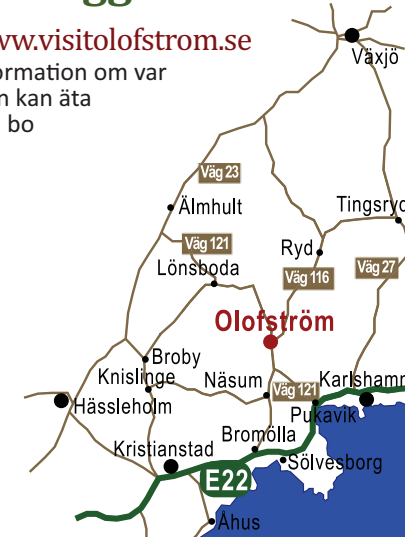 ww.visitolofstrom.se
ormation om var
n kan äta
bo
Växjö
Väg 23
Älmhult
Tingsryd
Väg 121
Ryd
Lönsboda
Väg 116
Väg 27
Olofström
Broby
Knislinge
Näsum
Väg 121
Karlshamn
Hässleholm
Pukavik
Bromölla
Kristianstad
Sölvesborg
E22
Åhus